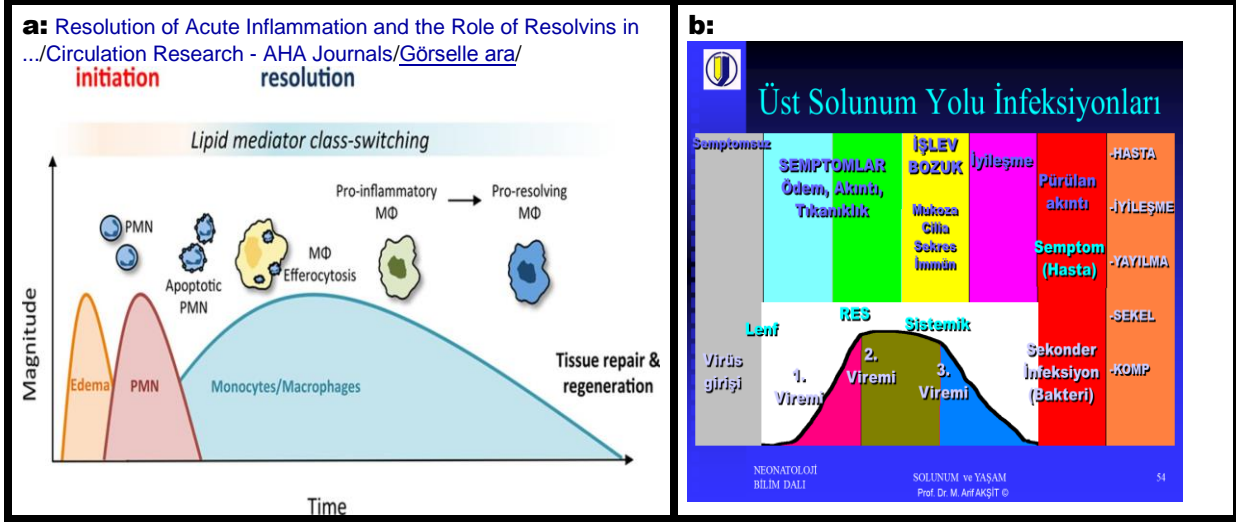 a: Resolution of Acute Inflammation and the Role of Resolvins in
.../Circulation Research - AHA Journals/Görselle ara/
initiation
resolution
Lipid mediator class-switching
Pro-inflammatory
MΦ
Pro-resolving
MΦ
PMN
Apoptotic
PMN
MΦ
Efferocytosis
Magnitude
Edema
PMN
Monocytes/Macrophages
Tissue repair &
regeneration
Time
b:
Üst Solunum Yolu İnfeksiyonları
Semptomsuz
SEMPTOMLAR
Ödem, Akıntı,
Tıkanıklık
İŞLEV
BOZUK
Mukoza
Cilia
Sekres
İmmün
İyileşme
Pürülan
akıntı
Semptom
(Hasta)
-HASTA
-İYİLEŞME
-YAYILMA
-SEKEL
-KOMP
Lenf
RES
Sistemik
Virüs
girişi
1.
Viremi
2.
Viremi
3.
Viremi
Sekonder
İnfeksiyon
(Bakteri)
NEONATOLOJİ
BİLİM DALI
SOLUNUM ve YAŞAM
Prof. Dr. M. Arif AKŞİT ©
54